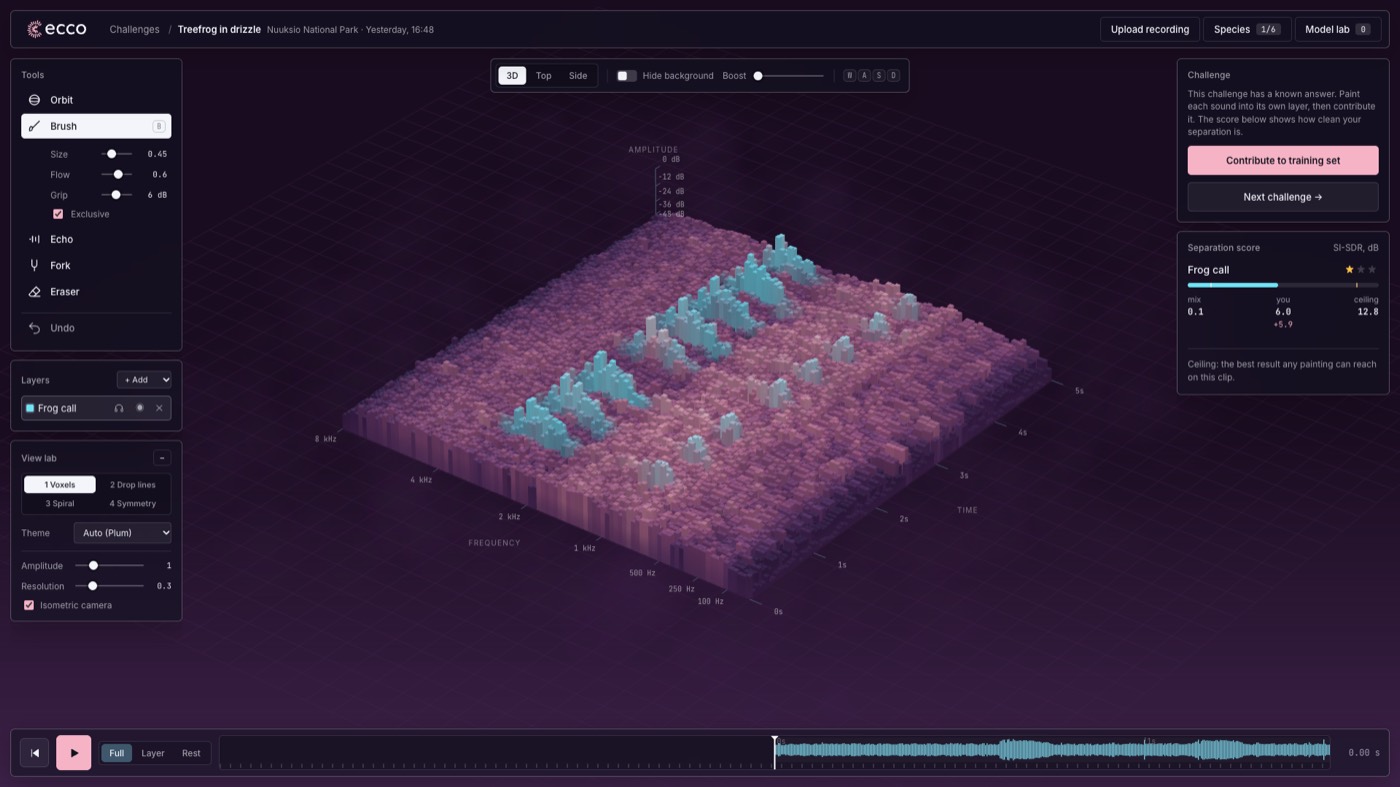 ecco
Challenges / Treefrog in drizzle Nuuksio National Park · Yesterday, 16:48
Upload recording
Species 1/6
Model lab 0
Tools
Orbit
Brush B
Size 0.45
Flow 0.6
Grip 6 dB
Exclusive
Echo
Fork
Eraser
Undo
Layers
+ Add
Frog call
View lab
1 Voxels 2 Drop lines
3 Spiral 4 Symmetry
Theme Auto (Plum)
Amplitude 1
Resolution 0.3
Isometric camera
3D Top Side
Hide background Boost
W A S D
AMPLITUDE
0 dB
-12 dB
-24 dB
-36 dB
-45 dB
8 kHz
4 kHz
2 kHz
FREQUENCY
1 kHz
500 Hz
250 Hz
100 Hz
0s
1s
2s
TIME
3s
4s
5s
Challenge
This challenge has a known answer. Paint
each sound into its own layer, then contribute
it. The score below shows how clean your
separation is.
Contribute to training set
Next challenge →
Separation score SI-SDR, dB
Frog call
mix you ceiling
0.1 6.0 12.8
+5.9
Ceiling: the best result any painting can reach
on this clip.
Full Layer Rest
1s
0.00 s